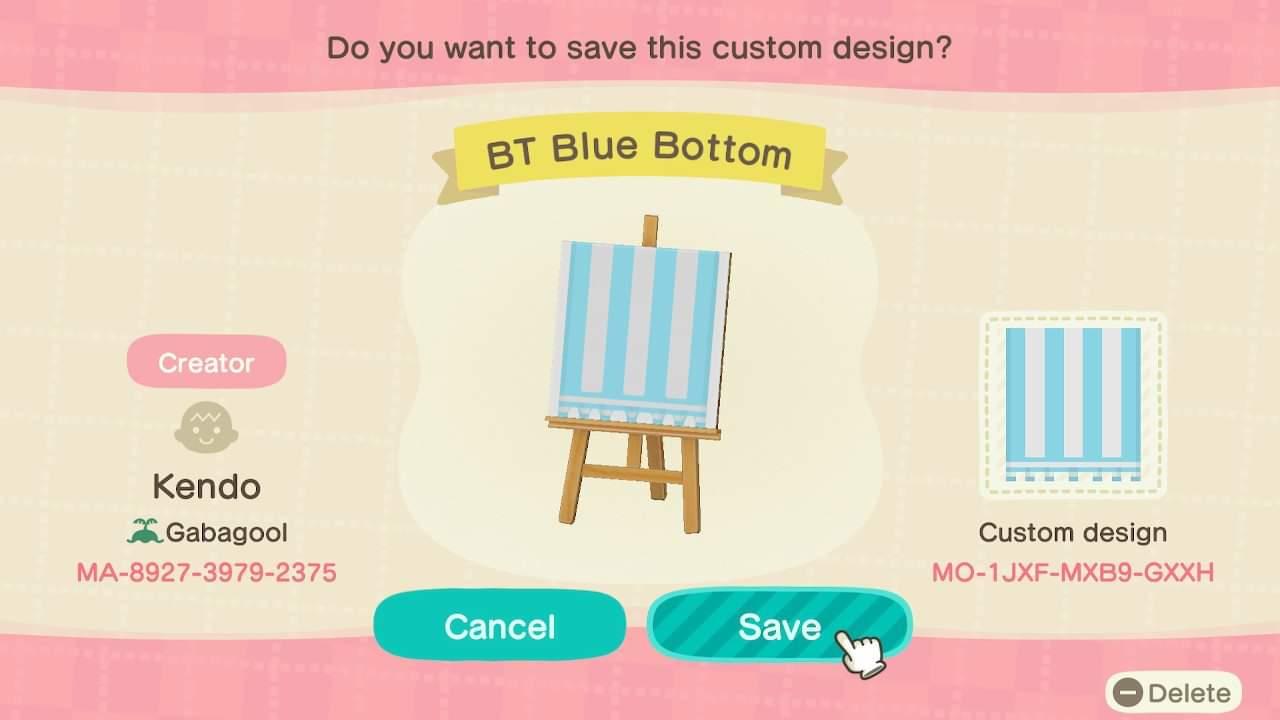 Do you want to save this custom design?
BT Blue Bottom
Creator
Kendo
Gabagool
MA-8927-3979-2375
Custom design
MO-1JXF-MXB9-GXXH
Cancel
Save
Delete